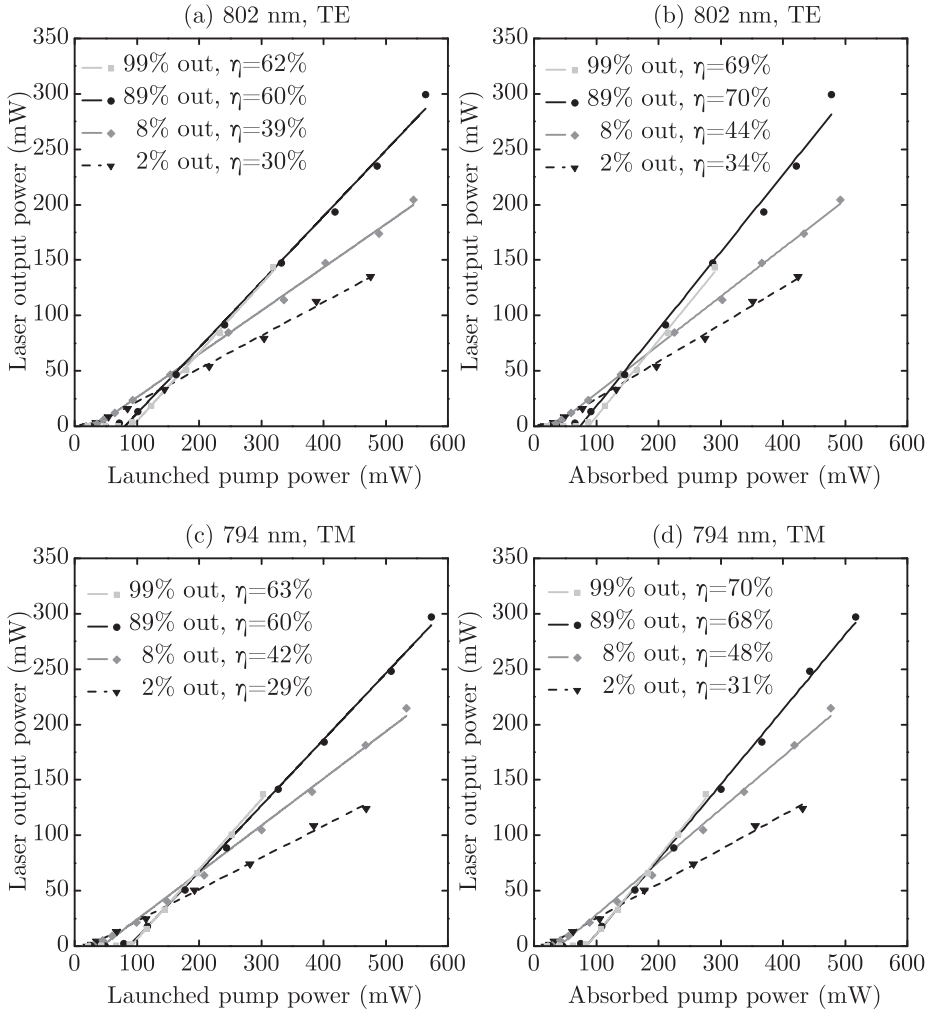 (a) 802 nm, TE
350
300
250
200
150
100
50
0
Laser output power (mW)
99% out, η=62%
89% out, η=60%
8% out, η=39%
2% out, η=30%
0 100 200 300 400 500 600
Launched pump power (mW)
(b) 802 nm, TE
350
300
250
200
150
100
50
0
Laser output power (mW)
99% out, η=69%
89% out, η=70%
8% out, η=44%
2% out, η=34%
0 100 200 300 400 500 600
Absorbed pump power (mW)
(c) 794 nm, TM
350
300
250
200
150
100
50
0
Laser output power (mW)
99% out, η=63%
89% out, η=60%
8% out, η=42%
2% out, η=29%
0 100 200 300 400 500 600
Launched pump power (mW)
(d) 794 nm, TM
350
300
250
200
150
100
50
0
Laser output power (mW)
99% out, η=70%
89% out, η=68%
8% out, η=48%
2% out, η=31%
0 100 200 300 400 500 600
Absorbed pump power (mW)